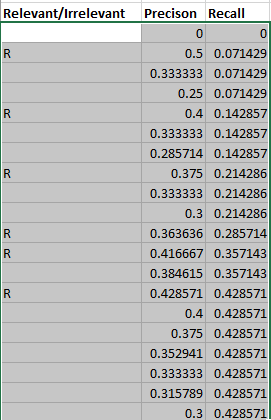 Relevant/Irrelevant Precison Recall
0 0
R 0.5 0.071429
0.333333 0.071429
0.25 0.071429
R 0.4 0.142857
0.333333 0.142857
0.285714 0.142857
R 0.375 0.214286
0.333333 0.214286
0.3 0.214286
R 0.363636 0.285714
R 0.416667 0.357143
0.384615 0.357143
R 0.428571 0.428571
0.4 0.428571
0.375 0.428571
0.352941 0.428571
0.333333 0.428571
0.315789 0.428571
0.3 0.428571